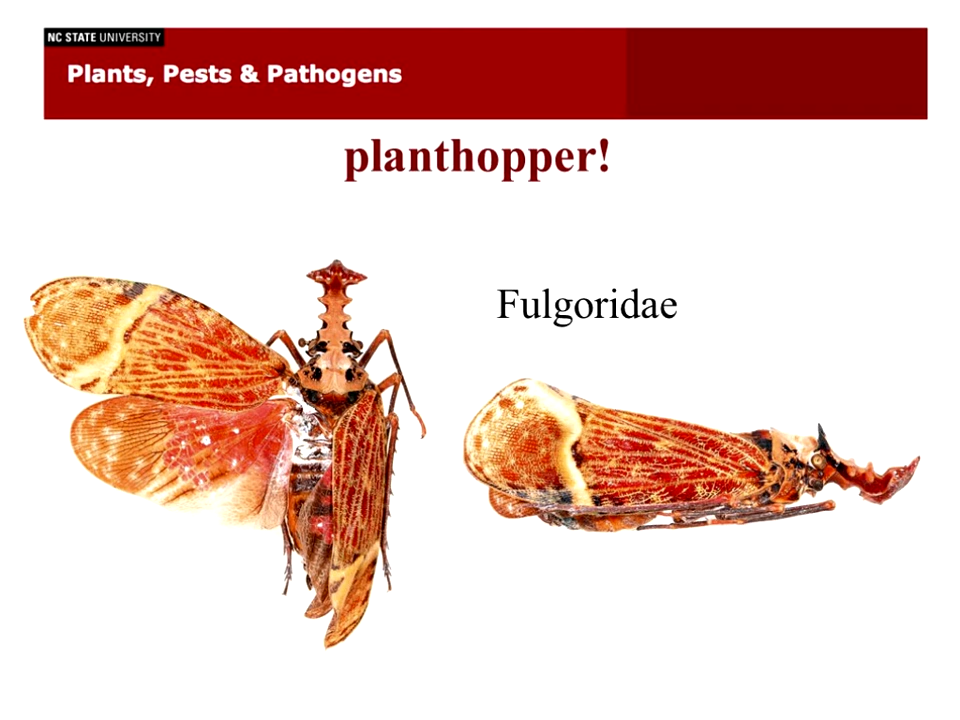 NC STATE UNIVERSITY
Plants, Pests & Pathogens
planthopper!
Fulgoridae